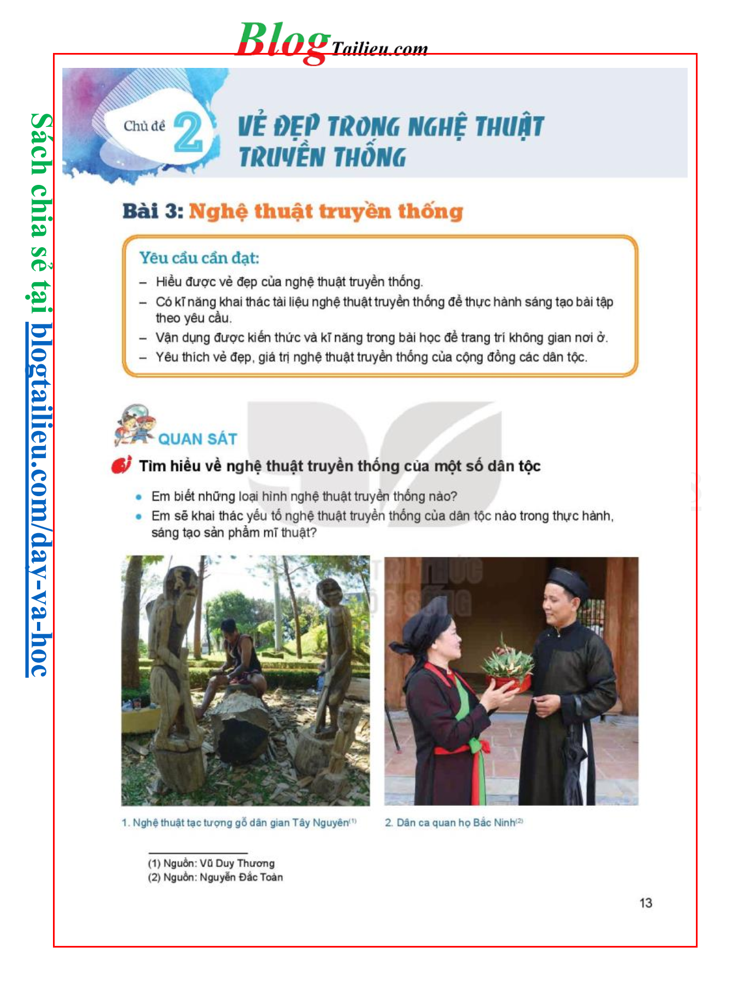 Blog Tailieu.com
Sách chia sẻ tại blogtailieu.com/day-va-hoc
Chủ đề 2
VẺ ĐẸP TRONG NGHỆ THUẬT
TRUYỀN THỐNG
Bài 3: Nghệ thuật truyền thống
Yêu cầu cần đạt:
– Hiểu được vẻ đẹp của nghệ thuật truyền thống.
– Có kĩ năng khai thác tài liệu nghệ thuật truyền thống để thực hành sáng tạo bài tập
theo yêu cầu.
– Vận dụng được kiến thức và kĩ năng trong bài học để trang trí không gian nơi ở.
– Yêu thích vẻ đẹp, giá trị nghệ thuật truyền thống của cộng đồng các dân tộc.
QUAN SÁT
Tìm hiểu về nghệ thuật truyền thống của một số dân tộc
• Em biết những loại hình nghệ thuật truyền thống nào?
• Em sẽ khai thác yếu tố nghệ thuật truyền thống của dân tộc nào trong thực hành,
sáng tạo sản phẩm mĩ thuật?
TRI THỨC
SỐNG
1. Nghệ thuật tạc tượng gỗ dân gian Tây Nguyên(1)
2. Dân ca quan họ Bắc Ninh(2)
(1) Nguồn: Vũ Duy Thương
(2) Nguồn: Nguyễn Đắc Toàn
13